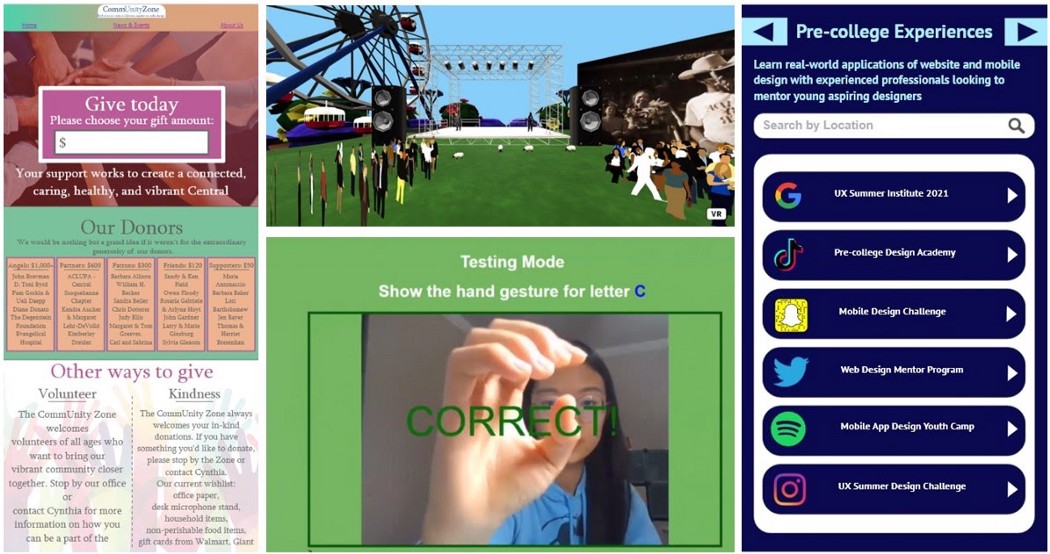 CommUnityZone
Home
News & Events
About Us
Give today
Please choose your gift amount:
$
Your support works to create a connected,
caring, healthy, and vibrant Central
Our Donors
We would be nothing but a grand idea if it weren't for the extraordinary
generosity of our donors.
Angels: $1,000+
John Bowman
D. Toni Byrd
Pam Gockin &
Ueli Daepp
Diane Donato
The Degenstein
Foundation
Evangelical
Hospital
Partners: $600
ACLUPA -
Central
Susquehanna
Chapter
Kendra Aucker
& Margaret
Lehr-DeVolld
Kimberley
Drexler
Patrons: $300
Barbara Allison
William H.
Becker
Sandra Beiler
Chris Dotterer
Judy Ellis
Margaret & Tom
Greaves
Carl and Sabrina
Friends: $120
Sandy & Ken
Field
Owen Floody
Rosaria Gabriele
& Arlyne Hoyt
John Gardner
Larry & Marie
Ginsburg
Sylvia Gleason
Supporters: $50
Maria
Antonaccio
Barbara Baker
Lori
Bartholomew
Jen Baver
Thomas &
Harriet
Other ways to give
Volunteer
The CommUnity Zone
welcomes
volunteers of all ages who
want to bring our
vibrant community closer
together. Stop by our office
or
contact Cynthia for more
information on how you
can be a part of the
Kindness
The CommUnity Zone always
welcomes your in-kind
donations. If you have
something you'd like to donate,
please stop by the Zone or
contact Cynthia.
Our current wishlist:
office paper,
desk microphone stand,
household items,
non-perishable food items,
gift cards from Walmart, Giant
VR
Testing Mode
Show the hand gesture for letter C
CORRECT!
Pre-college Experiences
Learn real-world applications of website and mobile
design with experienced professionals looking to
mentor young aspiring designers
Search by Location
UX Summer Institute 2021
Pre-college Design Academy
Mobile Design Challenge
Web Design Mentor Program
Mobile App Design Youth Camp
UX Summer Design Challenge